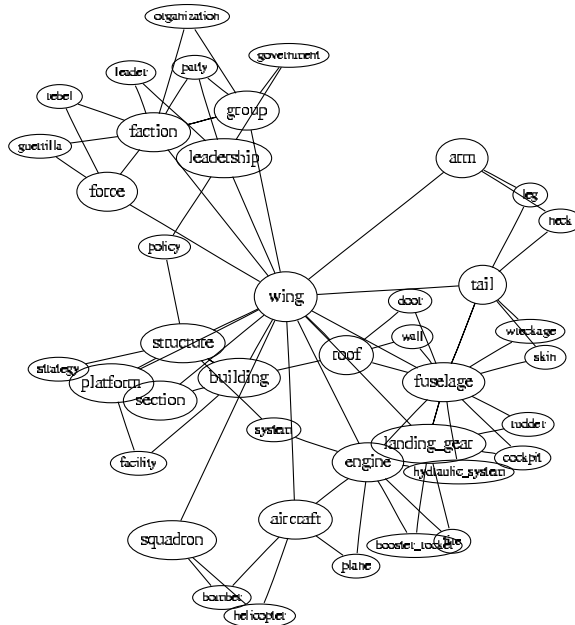 organization
government
leader
party
rebel
group
faction
guerrilla
leadership
arm
force
leg
neck
policy
tail
wing
door
wreckage
wall
structure
roof
skin
strategy
building
platform
fuselage
section
rudder
system
landing_gear
cockpit
facility
engine
hydraulic_system
aircraft
squadron
booster_rocket
plane
bomber
helicopter